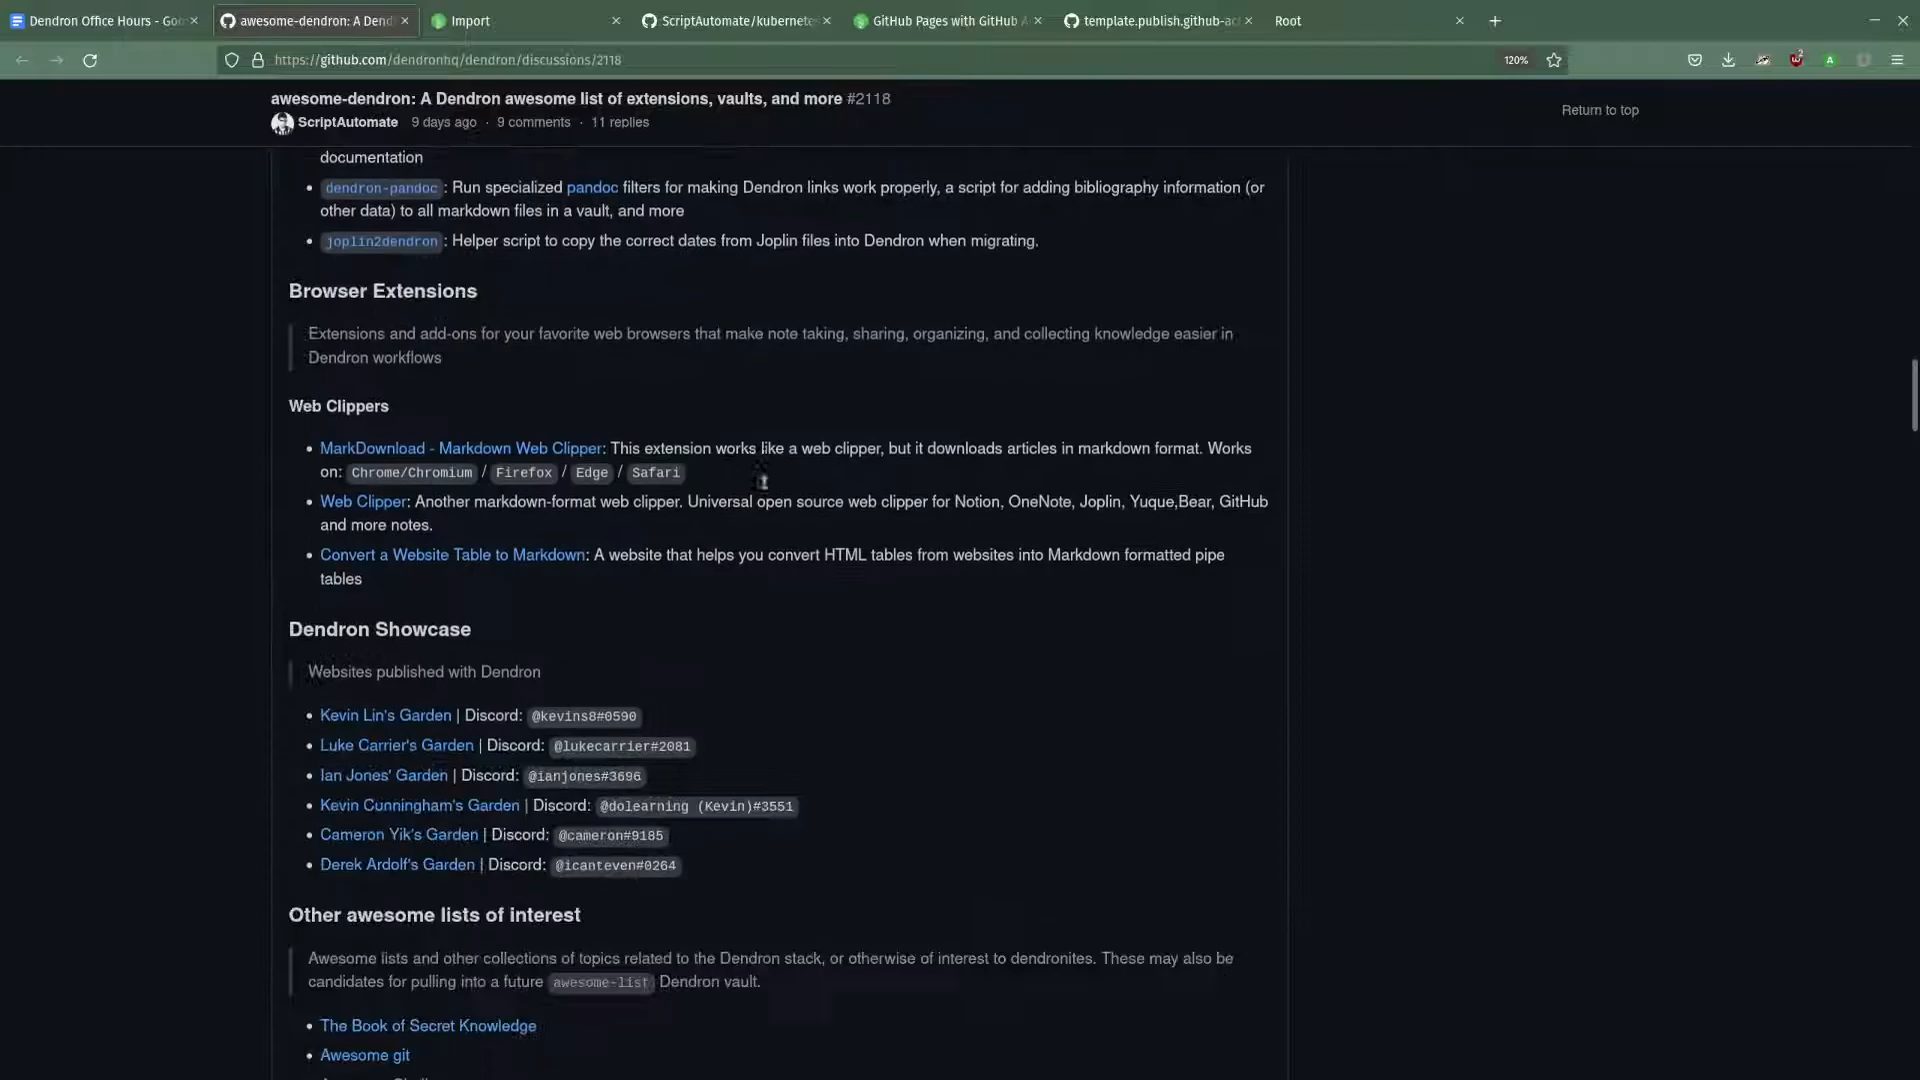 Dendron Office Hours - Goo
awesome-dendron: A Dend
Import
ScriptAutomate/kubernete
GitHub Pages with GitHub A
template.publish.github-ac
Root
https://github.com/dendronhq/dendron/discussions/2118
120%
2
A
awesome-dendron: A Dendron awesome list of extensions, vaults, and more #2118
Return to top
ScriptAutomate 9 days ago · 9 comments · 11 replies
documentation
dendron-pandoc: Run specialized pandoc filters for making Dendron links work properly, a script for adding bibliography information (or
other data) to all markdown files in a vault, and more
joplin2dendron: Helper script to copy the correct dates from Joplin files into Dendron when migrating.
Browser Extensions
Extensions and add-ons for your favorite web browsers that make note taking, sharing, organizing, and collecting knowledge easier in
Dendron workflows
Web Clippers
MarkDownload - Markdown Web Clipper: This extension works like a web clipper, but it downloads articles in markdown format. Works
on: Chrome/Chromium / Firefox / Edge / Safari
Web Clipper: Another markdown-format web clipper. Universal open source web clipper for Notion, OneNote, Joplin, Yuque,Bear, GitHub
and more notes.
Convert a Website Table to Markdown: A website that helps you convert HTML tables from websites into Markdown formatted pipe
tables
Dendron Showcase
Websites published with Dendron
Kevin Lin's Garden | Discord: @kevins8#0590
Luke Carrier's Garden | Discord: @lukecarrier#2081
Ian Jones' Garden | Discord: @ianjones#3696
Kevin Cunningham's Garden | Discord: @dolearning (Kevin)#3551
Cameron Yik's Garden | Discord: @cameron#9185
Derek Ardolf's Garden | Discord: @icanteven#0264
Other awesome lists of interest
Awesome lists and other collections of topics related to the Dendron stack, or otherwise of interest to dendronites. These may also be
candidates for pulling into a future awesome-list Dendron vault.
The Book of Secret Knowledge
Awesome git